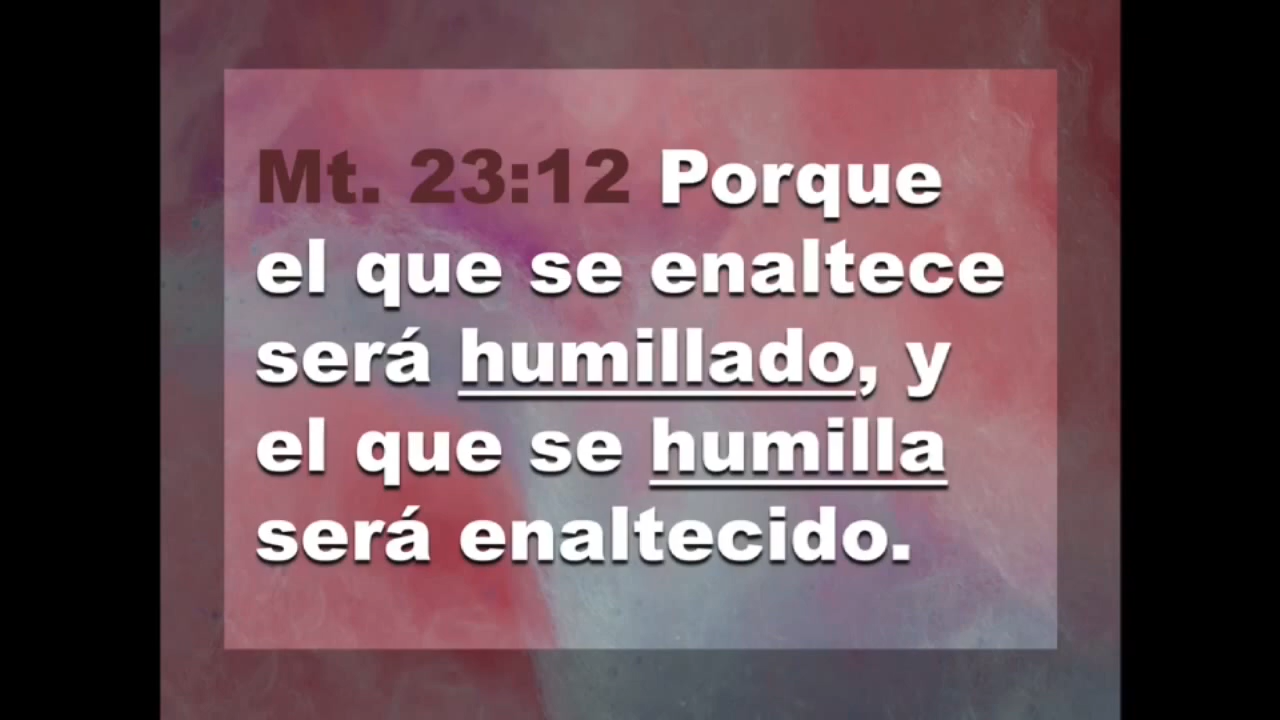 Mt. 23:12 Porque
el que se enaltece
será humillado, y
el que se humilla
será enaltecido.